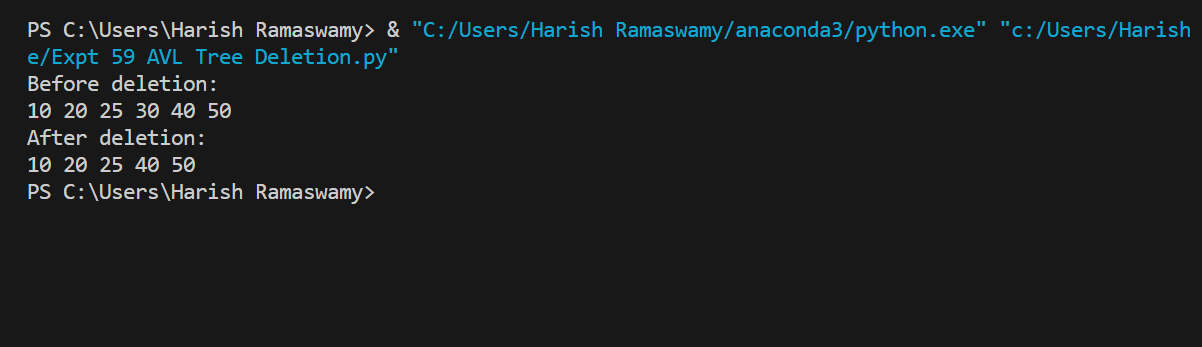 PS C:\Users\Harish Ramaswamy> & "C:/Users/Harish Ramaswamy/anaconda3/python.exe" "c:/Users/Harish
e/Expt 59 AVL Tree Deletion.py"
Before deletion:
10 20 25 30 40 50
After deletion:
10 20 25 40 50
PS C:\Users\Harish Ramaswamy>